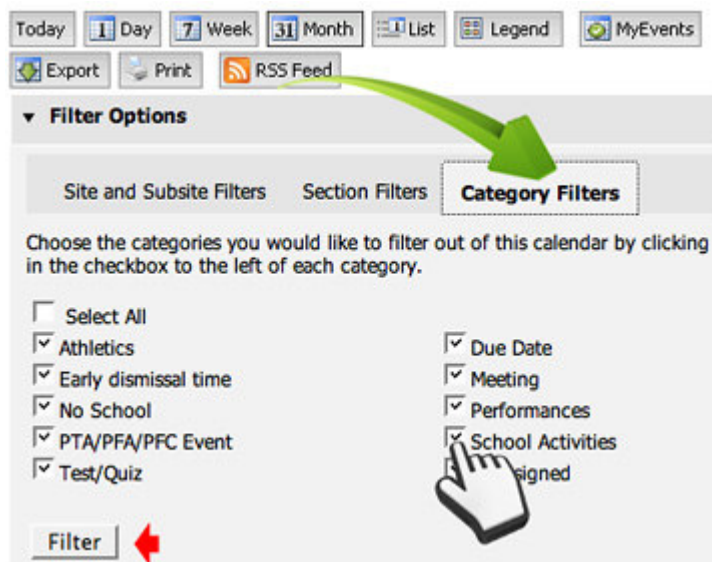 Today 1 Day 7 Week 31 Month List Legend MyEvents
Export Print RSS Feed
Filter Options
Site and Subsite Filters Section Filters Category Filters
Choose the categories you would like to filter out of this calendar by clicking
in the checkbox to the left of each category.
Select All
Athletics Due Date
Early dismissal time Meeting
No School Performances
PTA/PFA/PFC Event School Activities
Test/Quiz
Filter